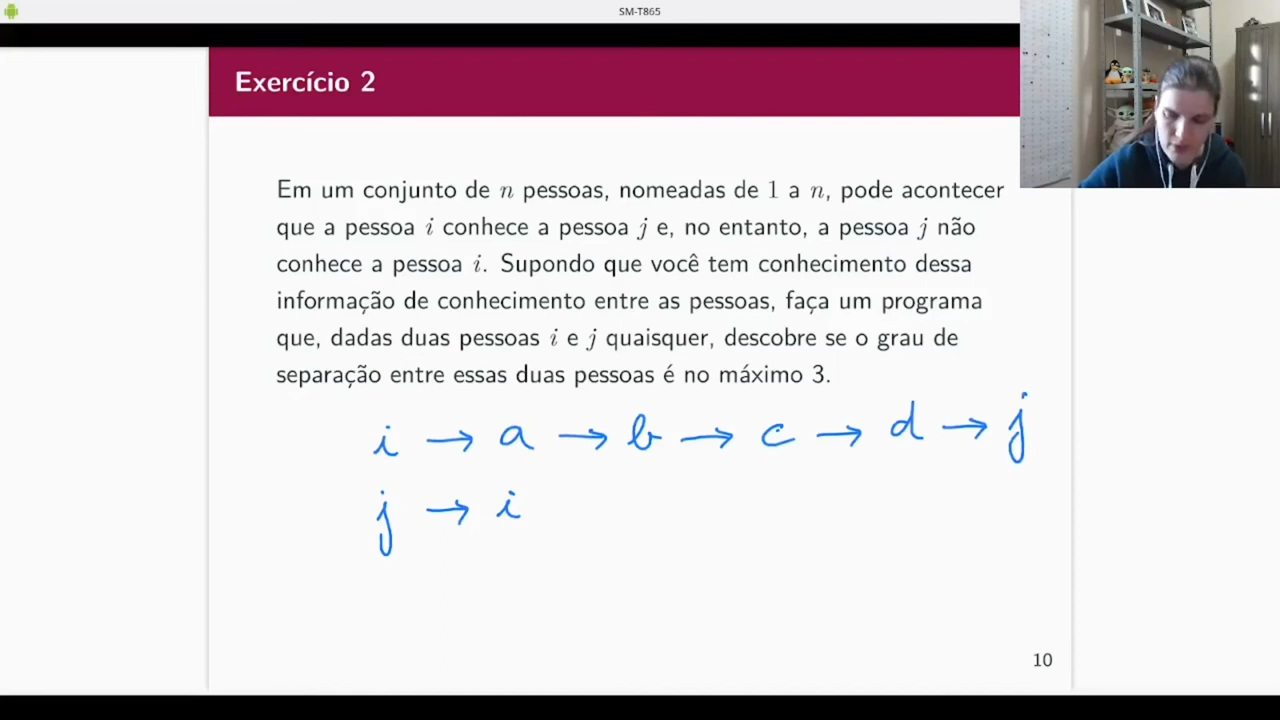 SM-T865
Exercício 2
Em um conjunto de n pessoas, nomeadas de 1 a n, pode acontecer
que a pessoa i conhece a pessoa j e, no entanto, a pessoa j não
conhece a pessoa i. Supondo que você tem conhecimento dessa
informação de conhecimento entre as pessoas, faça um programa
que, dadas duas pessoas i e j quaisquer, descobre se o grau de
separação entre essas duas pessoas é no máximo 3.
i → a → b → c → d → j
j → i
10